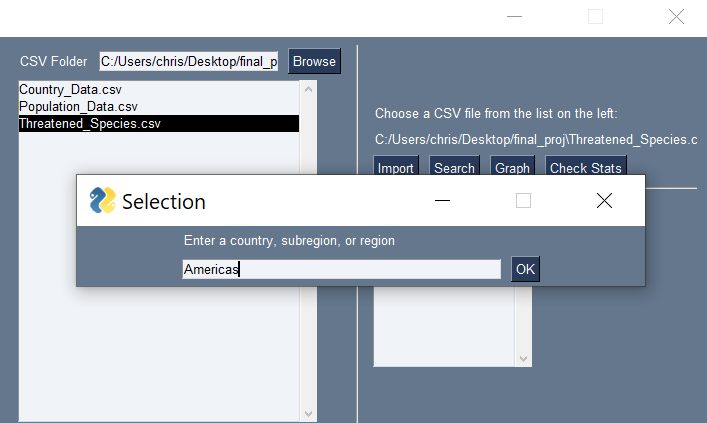 CSV Folder C:/Users/chris/Desktop/final_p Browse
Country_Data.csv
Population_Data.csv
Threatened_Species.csv
Choose a CSV file from the list on the left:
C:/Users/chris/Desktop/final_proj\Threatened_Species.c
Import Search Graph Check Stats
Selection
Enter a country, subregion, or region
Americas OK